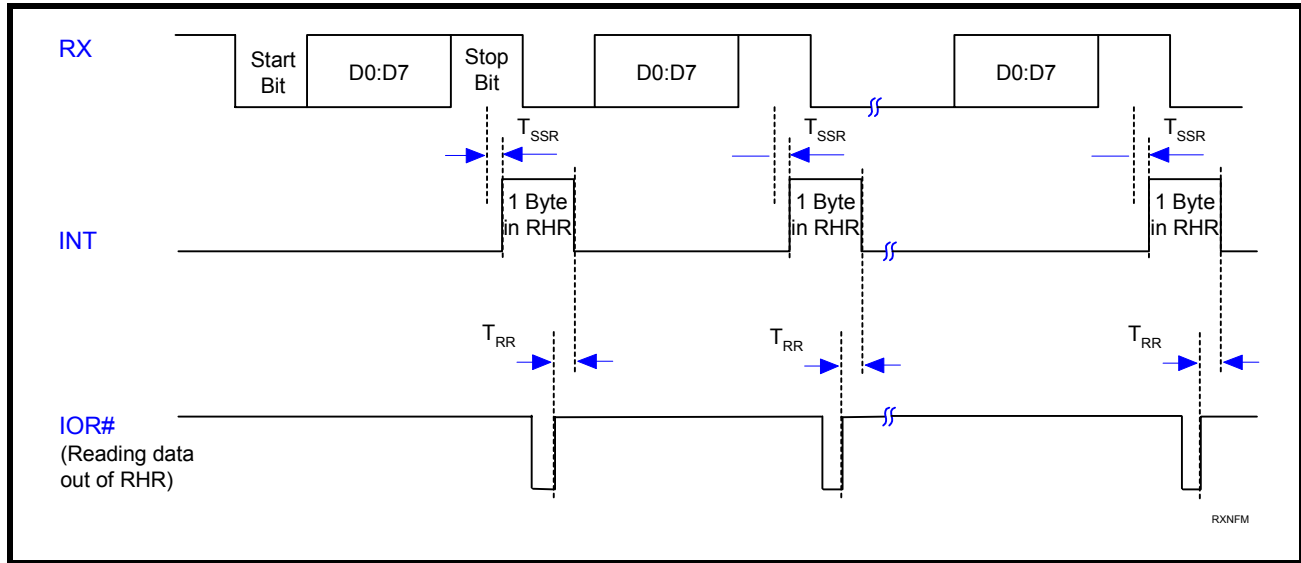 RX
Start
Bit
D0:D7
Stop
Bit
D0:D7
D0:D7
TSSR
TSSR
TSSR
INT
1 Byte
in RHR
1 Byte
in RHR
1 Byte
in RHR
TRR
TRR
TRR
IOR#
(Reading data
out of RHR)
RXNFM